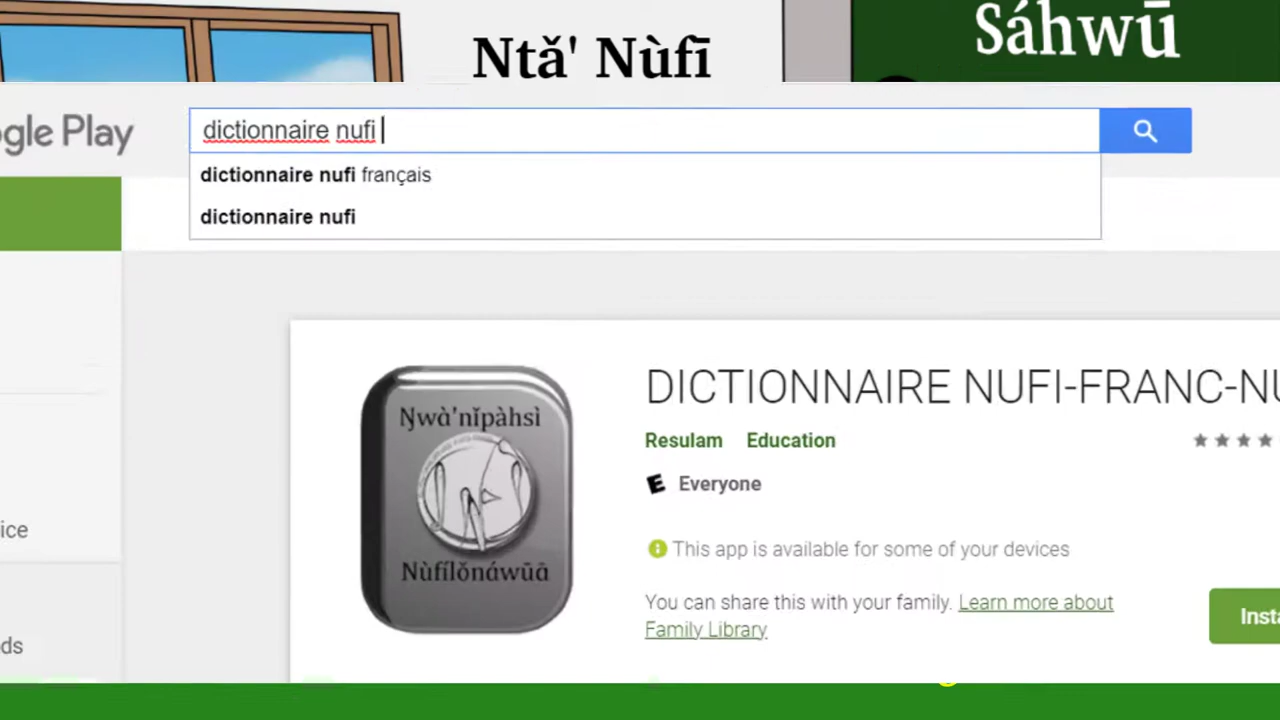 Ntǎ' Nùfī
Sáhwū̄
ogle Play
dictionnaire nufi
dictionnaire nufi français
dictionnaire nufi
DICTIONNAIRE NUFI-FRANC-NU
Resulam Education
Everyone
This app is available for some of your devices
You can share this with your family. Learn more about
Family Library
Insta
Ŋwà'nǐpàhsì
Nùfílǒnáwūā
ice
ds